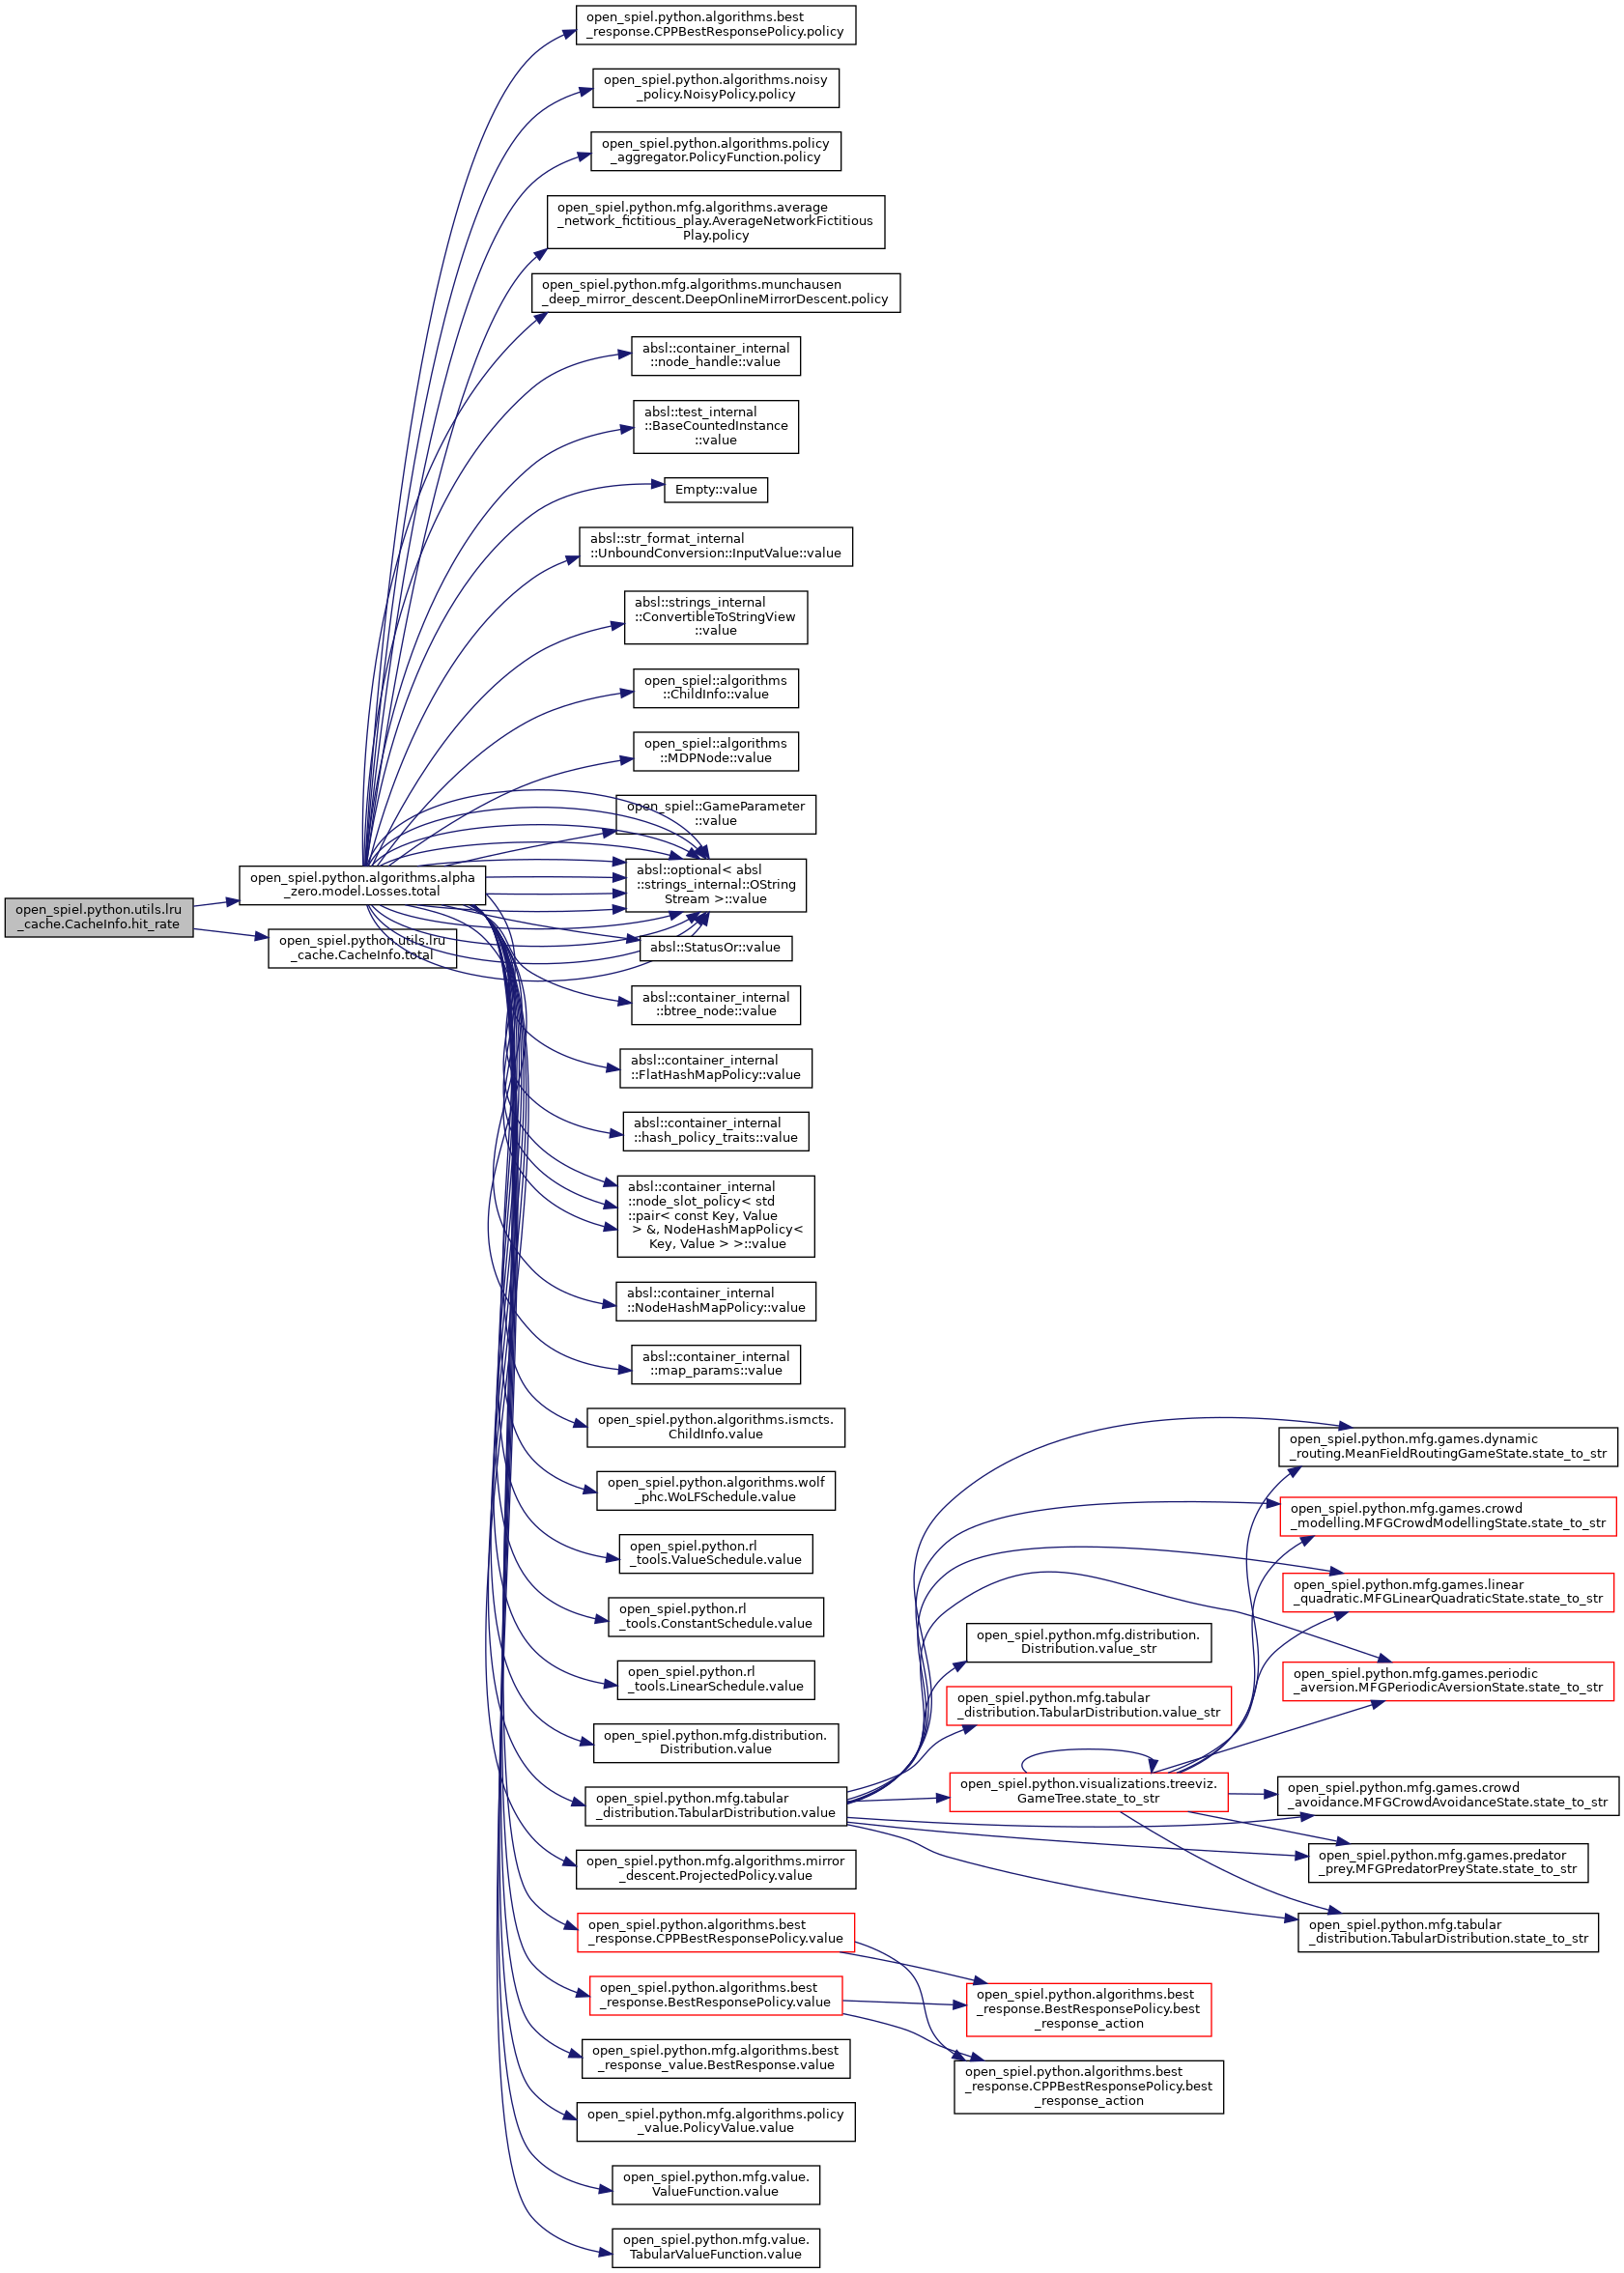 open_spiel.python.utils.lru
_cache.CacheInfo.hit_rate
open_spiel.python.algorithms.alpha
_zero.model.Losses.total
open_spiel.python.utils.lru
_cache.CacheInfo.total
open_spiel.python.algorithms.best
_response.CPPBestResponsePolicy.policy
open_spiel.python.algorithms.noisy
_policy.NoisyPolicy.policy
open_spiel.python.algorithms.policy
_aggregator.PolicyFunction.policy
open_spiel.python.mfg.algorithms.average
_network_fictitious_play.AverageNetworkFictitious
Play.policy
open_spiel.python.mfg.algorithms.munchausen
_deep_mirror_descent.DeepOnlineMirrorDescent.policy
absl::container_internal
::node_handle::value
absl::test_internal
::BaseCountedInstance
::value
Empty::value
absl::str_format_internal
::UnboundConversion::InputValue::value
absl::strings_internal
::ConvertibleToStringView
::value
open_spiel::algorithms
::ChildInfo::value
open_spiel::algorithms
::MDPNode::value
open_spiel::GameParameter
::value
absl::optional< absl
::strings_internal::OString
Stream >::value
absl::StatusOr::value
absl::container_internal
::btree_node::value
absl::container_internal
::FlatHashMapPolicy::value
absl::container_internal
::hash_policy_traits::value
absl::container_internal
::node_slot_policy< std
::pair< const Key, Value
> &, NodeHashMapPolicy<
Key, Value > >::value
absl::container_internal
::NodeHashMapPolicy::value
absl::container_internal
::map_params::value
open_spiel.python.algorithms.ismcts.
ChildInfo.value
open_spiel.python.algorithms.wolf
_phc.WoLFSchedule.value
open_spiel.python.rl
_tools.ValueSchedule.value
open_spiel.python.rl
_tools.ConstantSchedule.value
open_spiel.python.rl
_tools.LinearSchedule.value
open_spiel.python.mfg.distribution.
Distribution.value
open_spiel.python.mfg.tabular
_distribution.TabularDistribution.value
open_spiel.python.mfg.algorithms.mirror
_descent.ProjectedPolicy.value
open_spiel.python.algorithms.best
_response.CPPBestResponsePolicy.value
open_spiel.python.algorithms.best
_response.BestResponsePolicy.value
open_spiel.python.mfg.algorithms.best
_response_value.BestResponse.value
open_spiel.python.mfg.algorithms.policy
_value.PolicyValue.value
open_spiel.python.mfg.value.
ValueFunction.value
open_spiel.python.mfg.value.
TabularValueFunction.value
open_spiel.python.mfg.distribution.
Distribution.value_str
open_spiel.python.mfg.tabular
_distribution.TabularDistribution.value_str
open_spiel.python.visualizations.treeviz.
GameTree.state_to_str
open_spiel.python.algorithms.best
_response.BestResponsePolicy.best
_response_action
open_spiel.python.algorithms.best
_response.CPPBestResponsePolicy.best
_response_action
open_spiel.python.mfg.games.dynamic
_routing.MeanFieldRoutingGameState.state_to_str
open_spiel.python.mfg.games.crowd
_modelling.MFGCrowdModellingState.state_to_str
open_spiel.python.mfg.games.linear
_quadratic.MFGLinearQuadraticState.state_to_str
open_spiel.python.mfg.games.periodic
_aversion.MFGPeriodicAversionState.state_to_str
open_spiel.python.mfg.games.crowd
_avoidance.MFGCrowdAvoidanceState.state_to_str
open_spiel.python.mfg.games.predator
_prey.MFGPredatorPreyState.state_to_str
open_spiel.python.mfg.tabular
_distribution.TabularDistribution.state_to_str